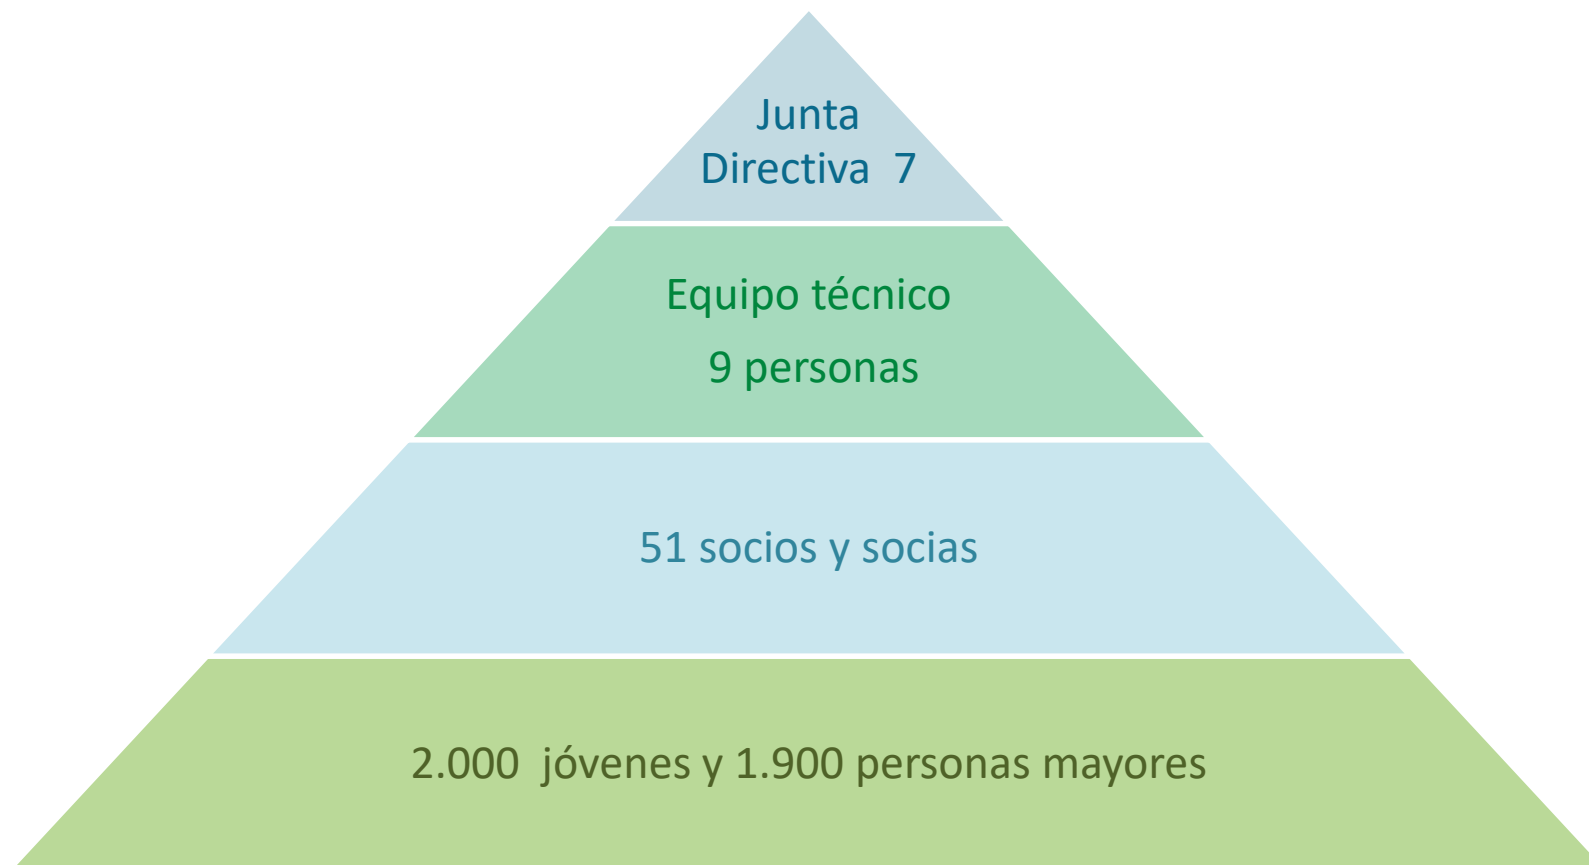 Junta
Directiva  7
Equipo técnico
9 personas
51 socios y socias
2.000  jóvenes y 1.900 personas mayores